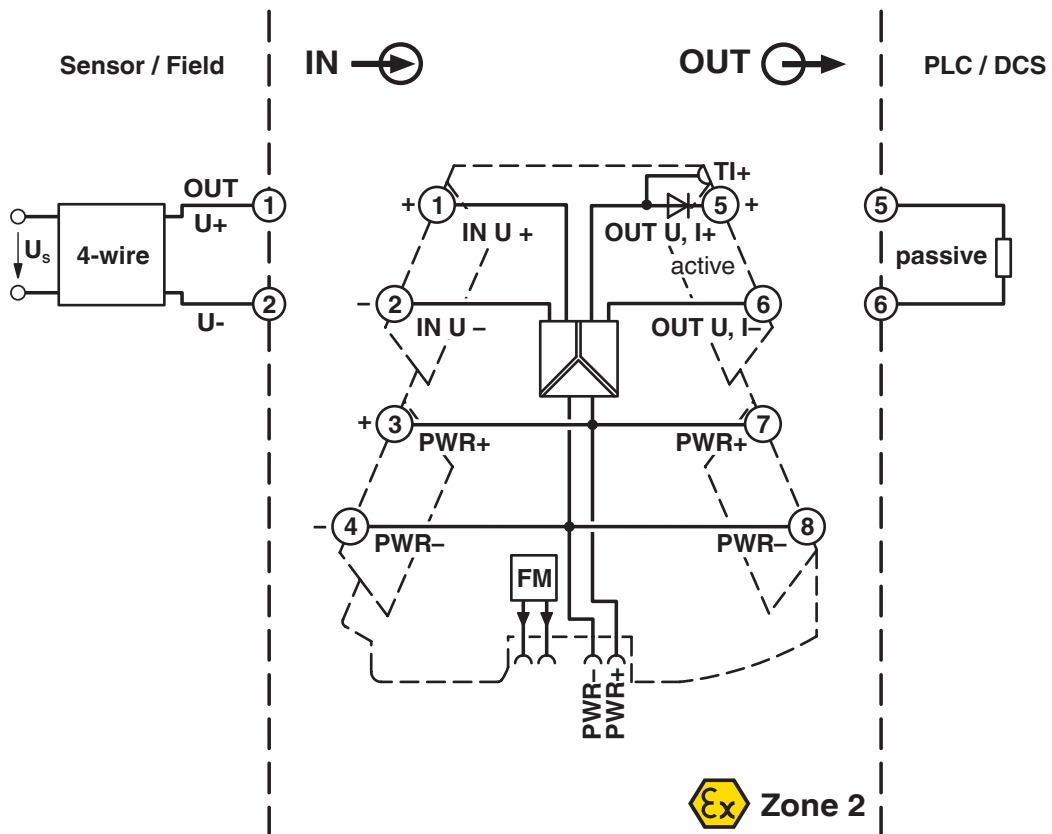 Sensor / Field
IN
OUT
PLC / DCS
OUT
U+
Us
4-wire
U-
1
2
TI+
+ 1
5 +
IN U +
OUT U, I+
active
– 2
6
IN U –
OUT U, I–
+ 3
7
PWR+
PWR+
– 4
8
PWR–
PWR–
FM
PWR–
PWR+
5
passive
6
Ex Zone 2